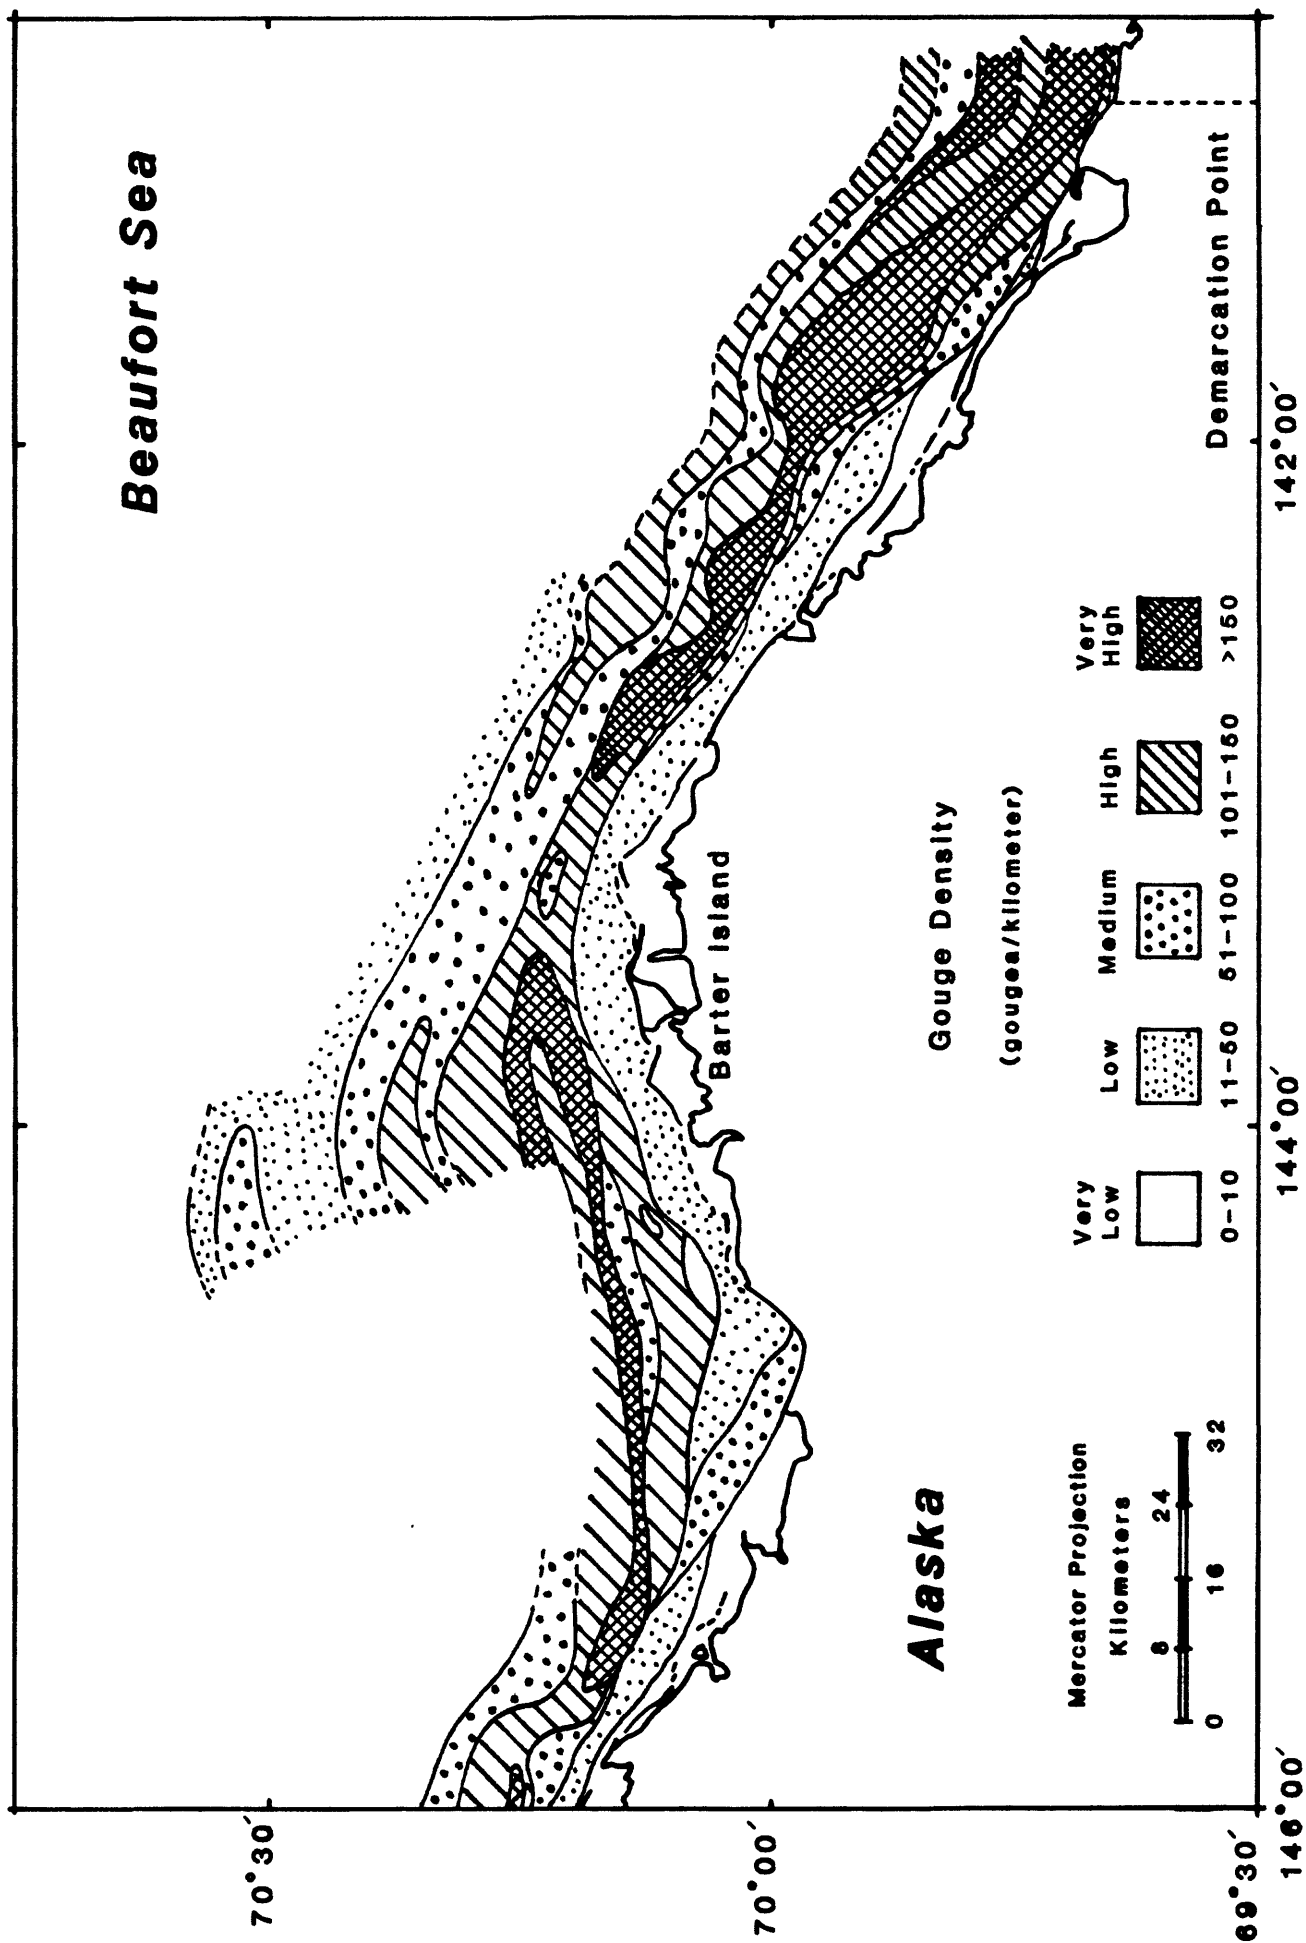 Beaufort Sea
70°30′
70°00′
69°30′
146°00′
144°00′
142°00′
Barter Island
Demarcation Point
Alaska
Mercator Projection
Kilometers
0 8 16 24 32
Gouge Density
(gougea/kilometer)
Very Low
Low
Medium
High
Very High
0-10
11-50
51-100
101-150
>150